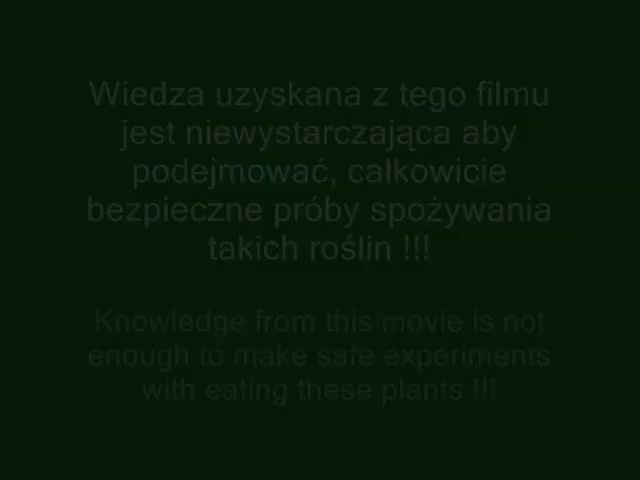 Wiedza uzyskana z tego filmu
jest niewystarczająca aby
podejmować, całkowicie
bezpieczne próby spożywania
takich roślin !!!
Knowledge from this movie is not
enough to make safe experiments
with eating these plants !!!